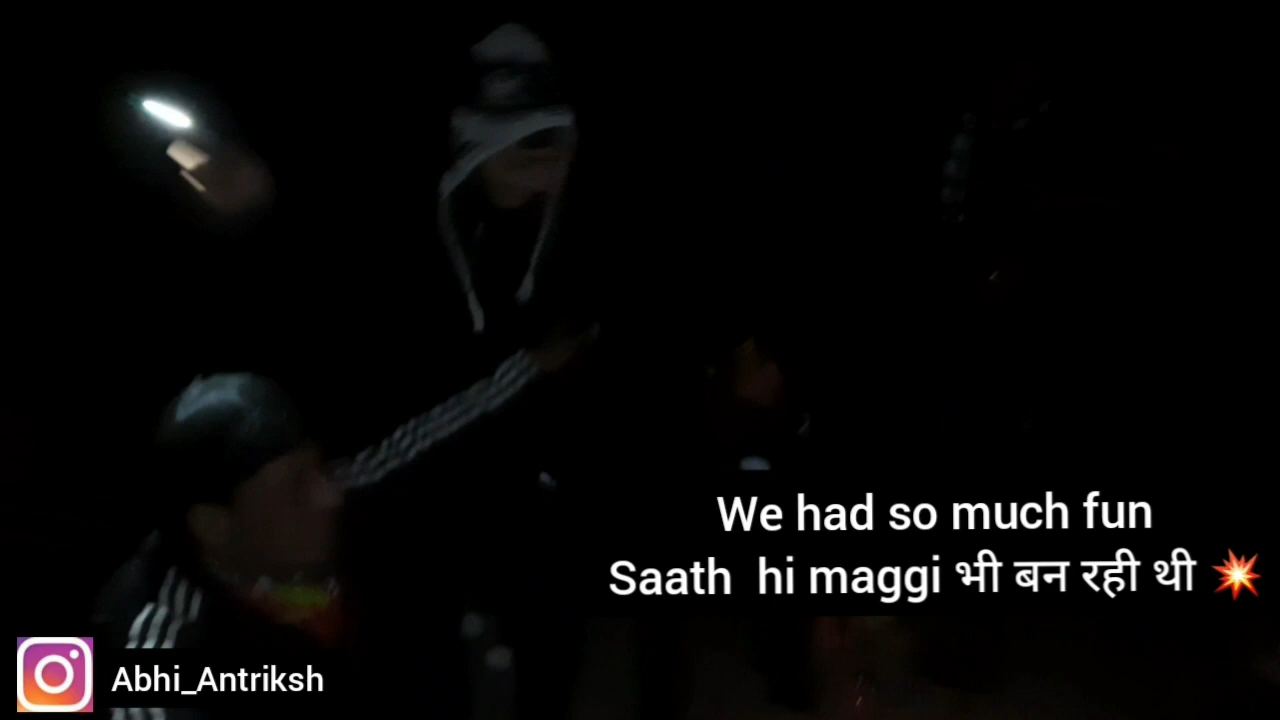 We had so much fun
Saath hi maggi भी बन रही थी 💥
Abhi_Antriksh